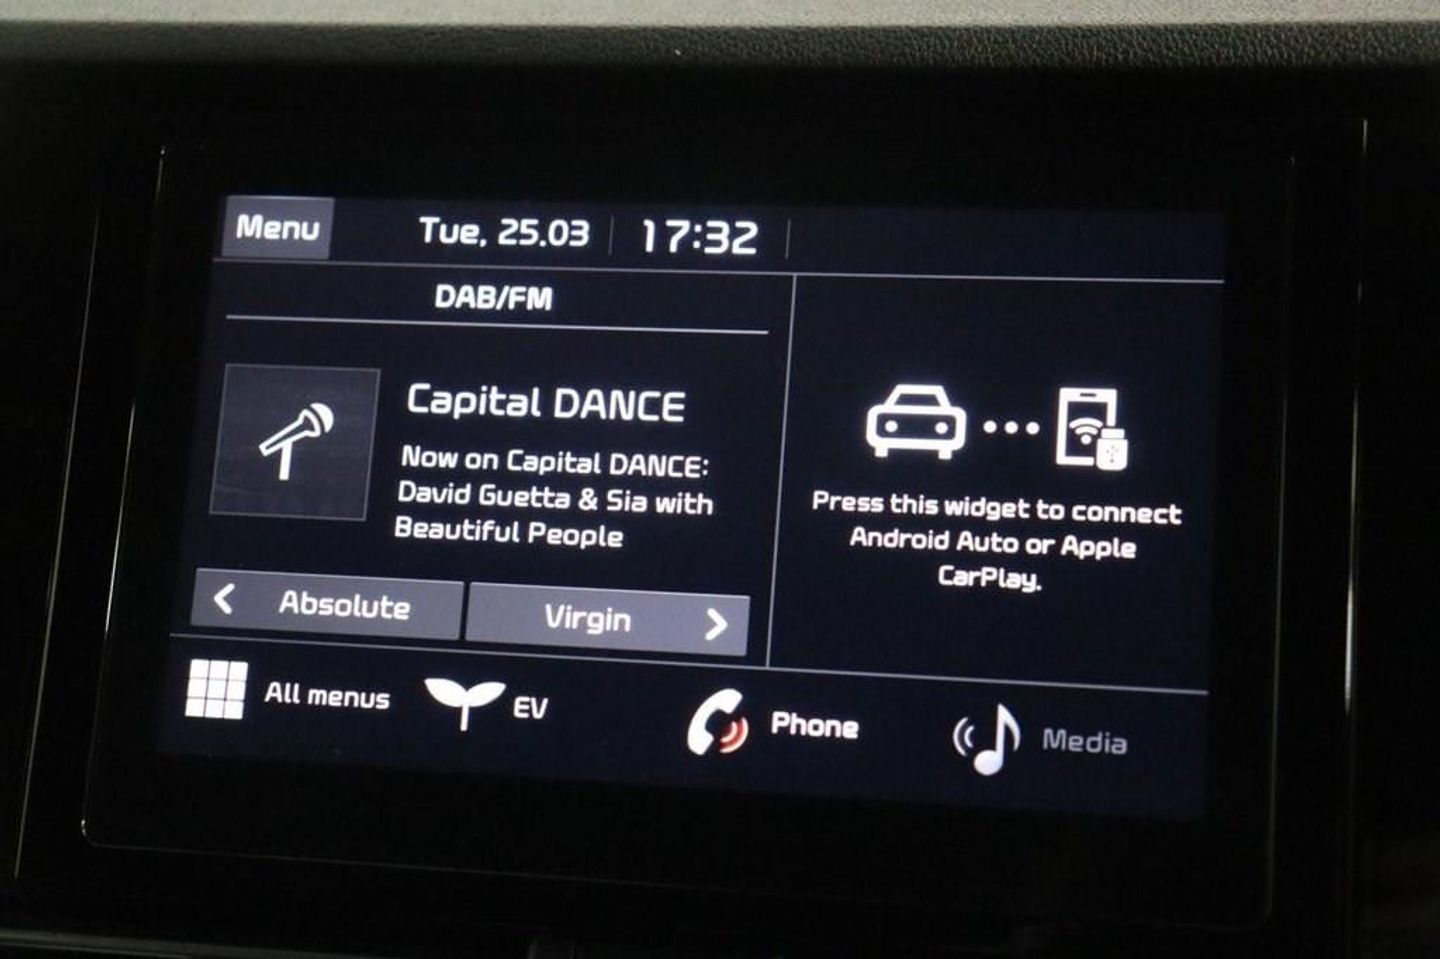 Menu
Tue, 25.03
17:32
DAB/FM
Capital DANCE
Now on Capital DANCE:
David Guetta & Sia with
Beautiful People
Absolute
Virgin
Press this widget to connect
Android Auto or Apple
CarPlay.
All menus
EV
Phone
Media